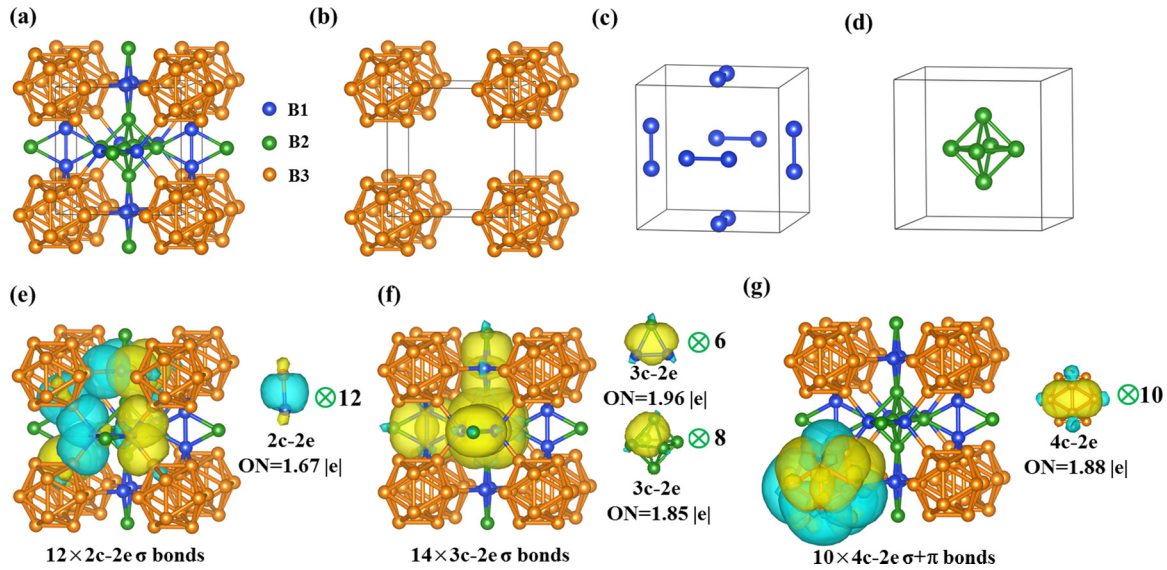 (a)
(b)
(c)
(d)
B1
B2
B3
(e)
(f)
(g)
⊗12
2c-2e
ON=1.67 |e|
⊗6
3c-2e
ON=1.96 |e|
⊗8
3c-2e
ON=1.85 |e|
⊗10
4c-2e
ON=1.88 |e|
12×2c-2e σ bonds
14×3c-2e σ bonds
10×4c-2e σ+π bonds